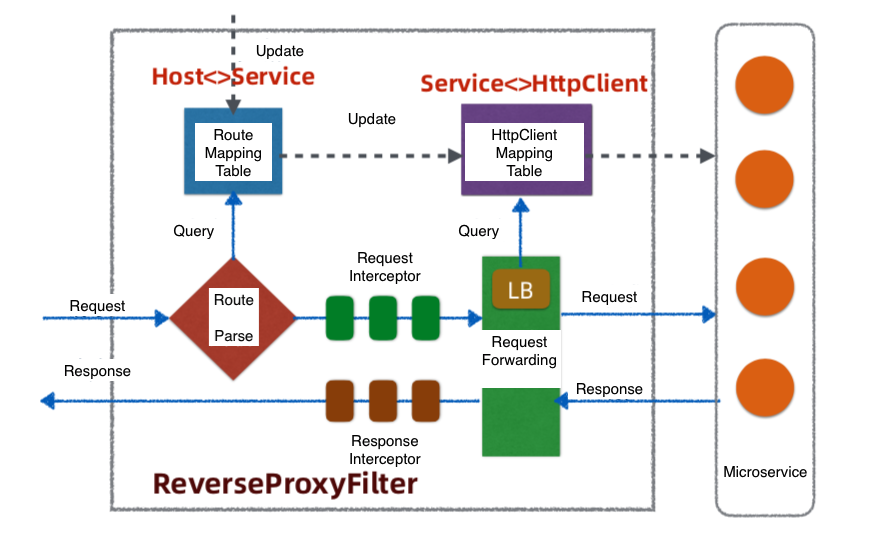 Update
Host<>Service
Service<>HttpClient
Update
Route
Mapping
Table
HttpClient
Mapping
Table
Query
Query
Request
Interceptor
LB
Request
Request
Route
Parse
Request
Forwarding
Response
Response
Response
Interceptor
Microservice
ReverseProxyFilter